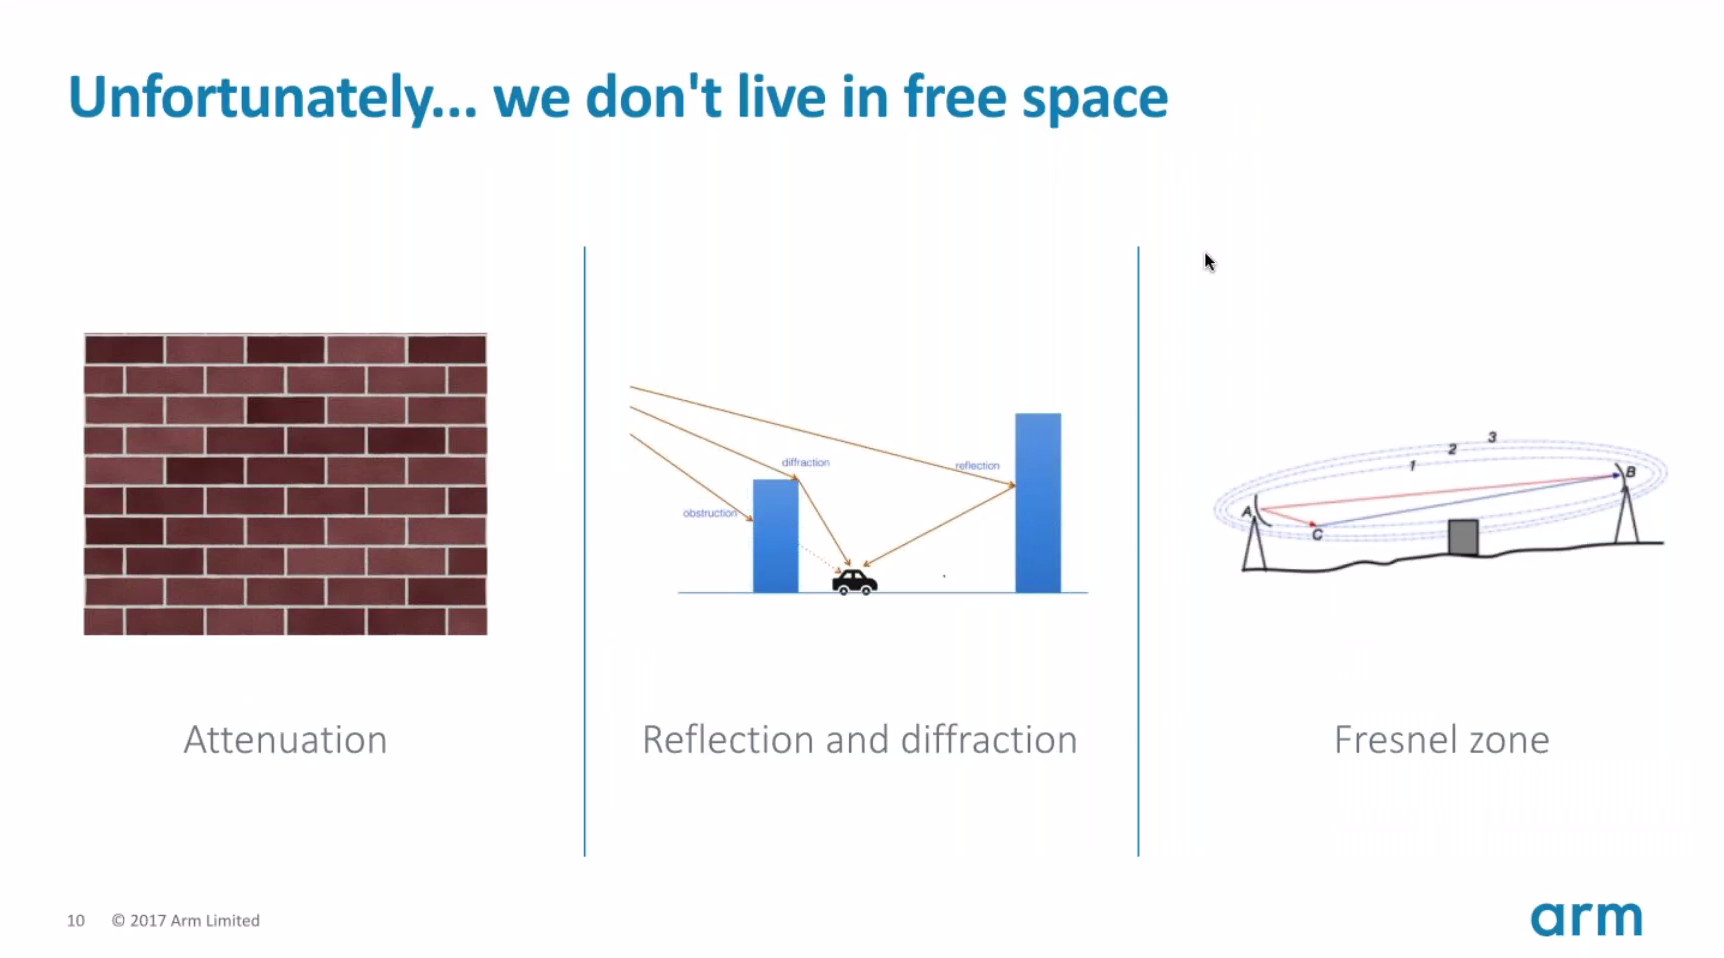 Unfortunately... we don't live in free space
Attenuation
diffraction
reflection
obstruction
Reflection and diffraction
1
2
3
A
B
C
Fresnel zone
10 © 2017 Arm Limited
arm